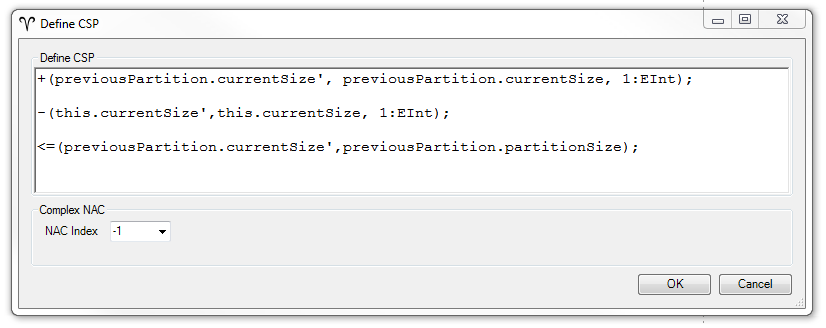 Define CSP
Define CSP
+(previousPartition.currentSize', previousPartition.currentSize, 1:EInt);
-(this.currentSize',this.currentSize, 1:EInt);
<=(previousPartition.currentSize',previousPartition.partitionSize);
Complex NAC
NAC Index -1
OK Cancel